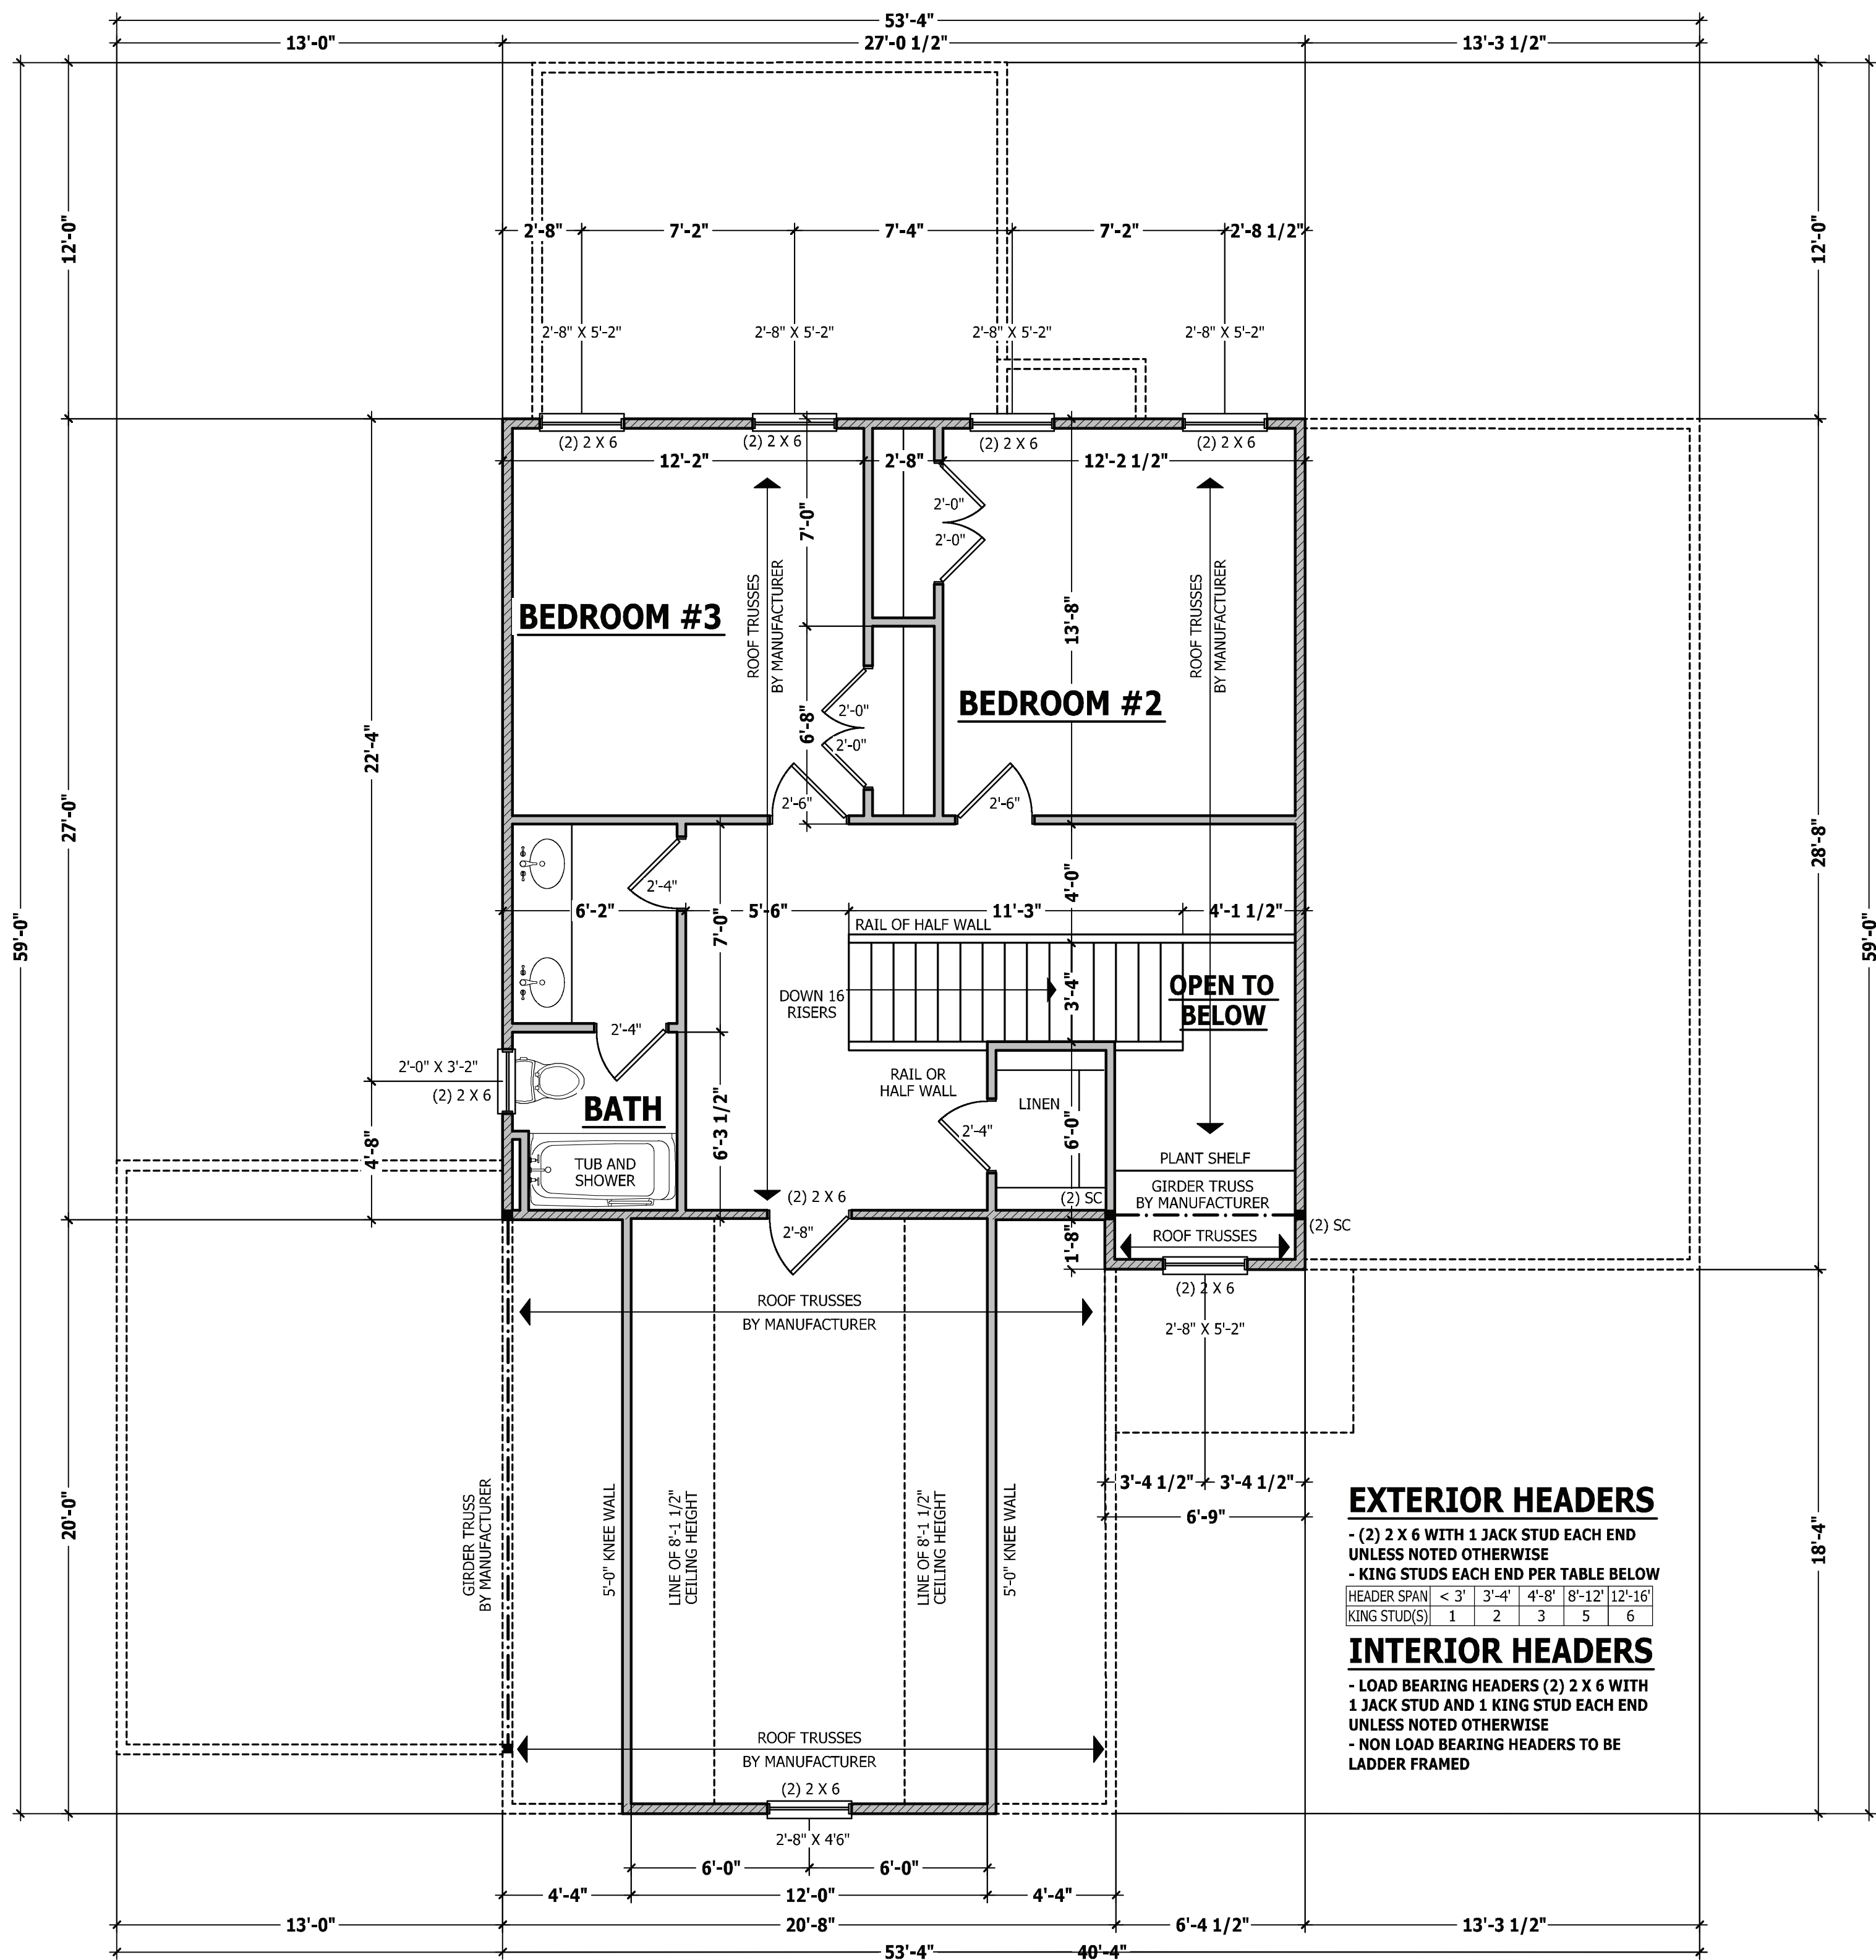 53'-4"
13'-0"
27'-0 1/2"
13'-3 1/2"
12'-0"
12'-0"
2'-8"
7'-2"
7'-4"
7'-2"
2'-8 1/2"
2'-8" X 5'-2"
2'-8" X 5'-2"
2'-8" X 5'-2"
2'-8" X 5'-2"
(2) 2 X 6
(2) 2 X 6
(2) 2 X 6
(2) 2 X 6
12'-2"
2'-8"
12'-2 1/2"
2'-0"
2'-0"
7'-0"
ROOF TRUSSES
BY MANUFACTURER
13'-8"
ROOF TRUSSES
BY MANUFACTURER
BEDROOM #3
BEDROOM #2
22'-4"
27'-0"
59'-0"
28'-8"
59'-0"
6'-8"
2'-0"
2'-0"
2'-6"
2'-6"
2'-4"
4'-0"
6'-2"
5'-6"
11'-3"
4'-1 1/2"
7'-0"
RAIL OF HALF WALL
DOWN 16
RISERS
3'-4"
OPEN TO
BELOW
2'-4"
2'-0" X 3'-2"
(2) 2 X 6
RAIL OR
HALF WALL
LINEN
BATH
6'-3 1/2"
2'-4"
6'-0"
4'-8"
TUB AND
SHOWER
PLANT SHELF
GIRDER TRUSS
BY MANUFACTURER
(2) 2 X 6
(2) SC
(2) SC
2'-8"
1'-8"
ROOF TRUSSES
(2) 2 X 6
ROOF TRUSSES
BY MANUFACTURER
2'-8" X 5'-2"
20'-0"
GIRDER TRUSS
BY MANUFACTURER
5'-0" KNEE WALL
LINE OF 8'-1 1/2"
CEILING HEIGHT
LINE OF 8'-1 1/2"
CEILING HEIGHT
5'-0" KNEE WALL
3'-4 1/2"
3'-4 1/2"
6'-9"
18'-4"
EXTERIOR HEADERS
- (2) 2 X 6 WITH 1 JACK STUD EACH END
UNLESS NOTED OTHERWISE
- KING STUDS EACH END PER TABLE BELOW
HEADER SPAN < 3' 3'-4' 4'-8' 8'-12' 12'-16'
KING STUD(S) 1 2 3 5 6
INTERIOR HEADERS
- LOAD BEARING HEADERS (2) 2 X 6 WITH
1 JACK STUD AND 1 KING STUD EACH END
UNLESS NOTED OTHERWISE
- NON LOAD BEARING HEADERS TO BE
LADDER FRAMED
ROOF TRUSSES
BY MANUFACTURER
(2) 2 X 6
2'-8" X 4'6"
6'-0"
6'-0"
4'-4"
12'-0"
4'-4"
13'-0"
20'-8"
6'-4 1/2"
13'-3 1/2"
53'-4"
40'-4"